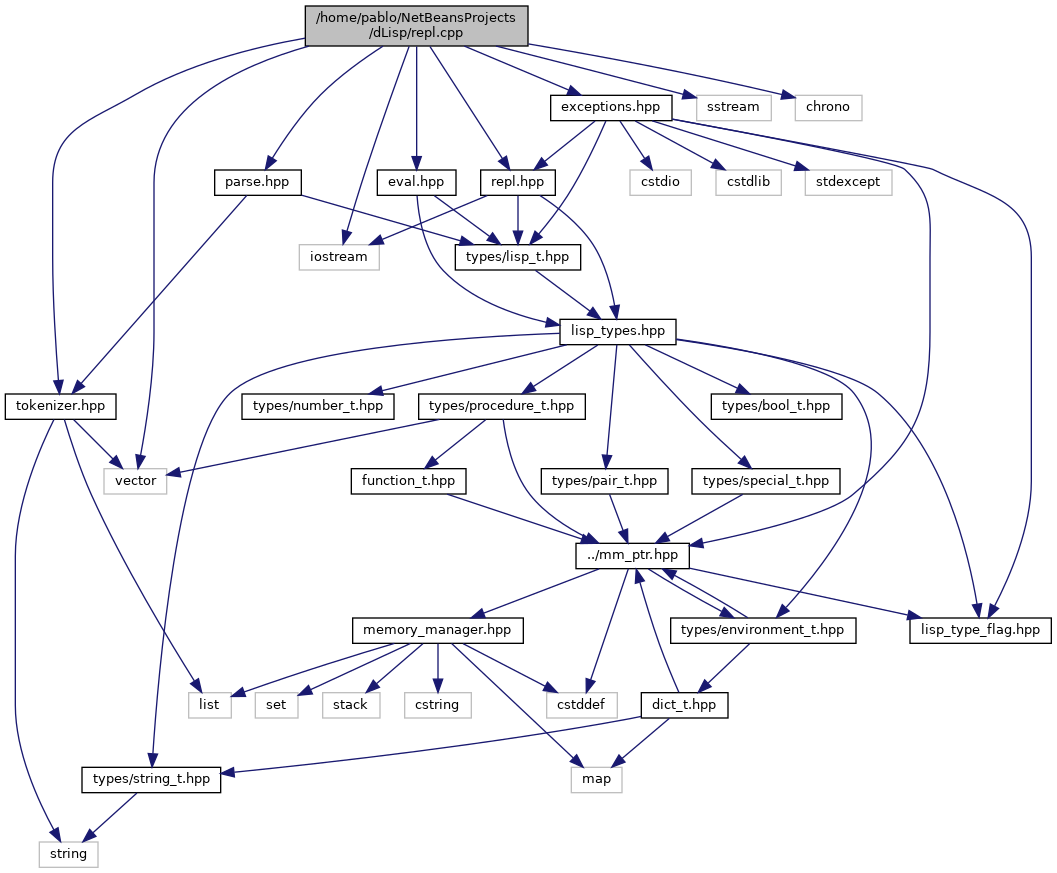 /home/pablo/NetBeansProjects
/dLisp/repl.cpp
exceptions.hpp
sstream
chrono
parse.hpp
eval.hpp
repl.hpp
cstdio
cstdlib
stdexcept
iostream
types/lisp_t.hpp
lisp_types.hpp
tokenizer.hpp
types/number_t.hpp
types/procedure_t.hpp
types/bool_t.hpp
vector
function_t.hpp
types/pair_t.hpp
types/special_t.hpp
../mm_ptr.hpp
memory_manager.hpp
types/environment_t.hpp
lisp_type_flag.hpp
list
set
stack
cstring
cstddef
dict_t.hpp
types/string_t.hpp
map
string